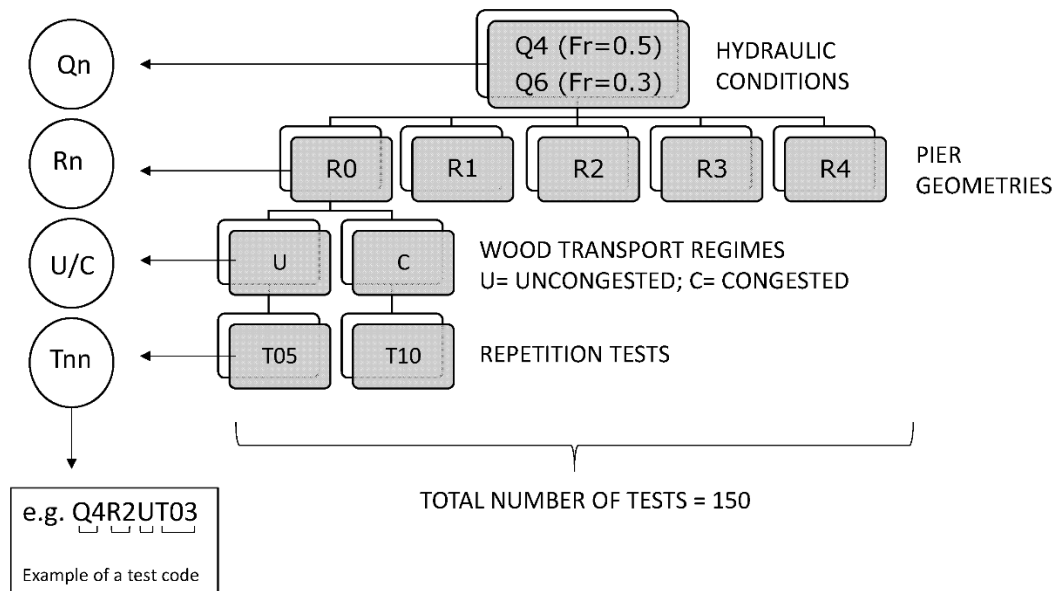 Qn
Q4 (Fr=0.5)
Q6 (Fr=0.3)
HYDRAULIC
CONDITIONS
Rn
R0
R1
R2
R3
R4
PIER
GEOMETRIES
U/C
U
C
WOOD TRANSPORT REGIMES
U= UNCONGESTED; C= CONGESTED
Tnn
T05
T10
REPETITION TESTS
TOTAL NUMBER OF TESTS = 150
e.g. Q4R2UT03
Example of a test code